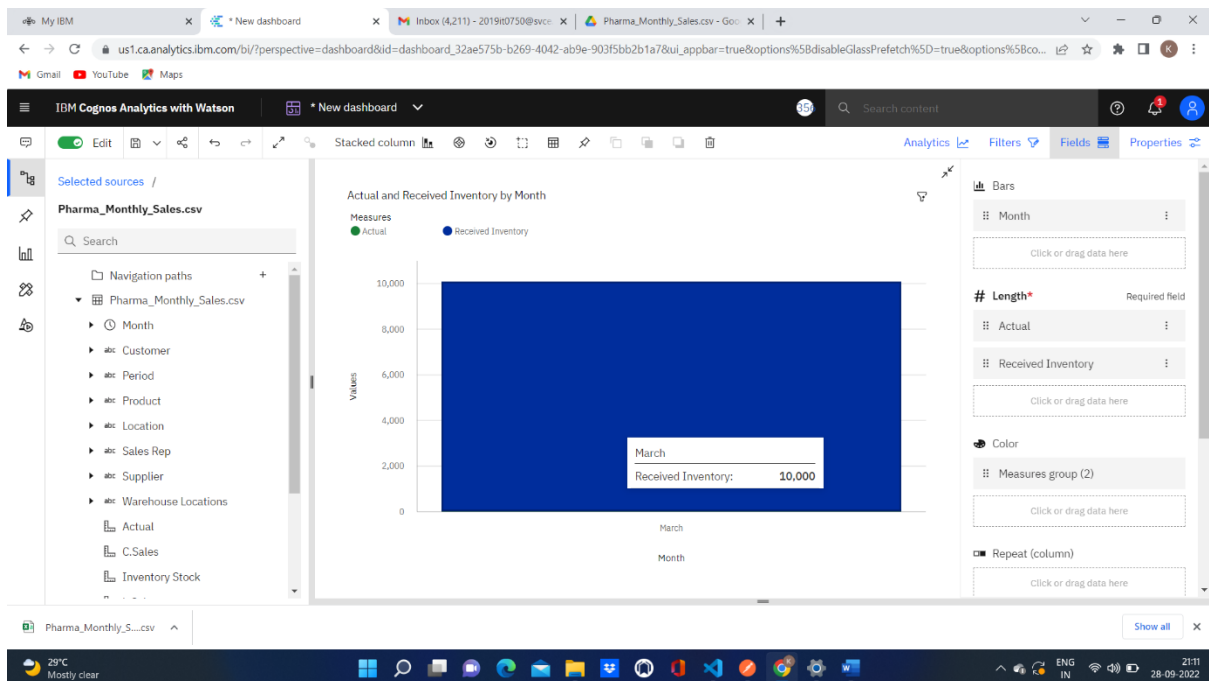 My IBM
* New dashboard
Inbox (4,211) - 2019it0750@svce
Pharma_Monthly_Sales.csv - Goo
us1.ca.analytics.ibm.com/bi/?perspective=dashboard&id=dashboard_32ae575b-b269-4042-ab9e-903f5bb2b1a7&ui_appbar=true&options%5BdisableGlassPrefetch%5D=true&options%5Bco...
K
Gmail YouTube Maps
IBM Cognos Analytics with Watson
* New dashboard
Search content
1
Edit
Stacked column
Analytics Filters Fields Properties
Selected sources /
Pharma_Monthly_Sales.csv
Search
Navigation paths +
Pharma_Monthly_Sales.csv
Month
abc Customer
abc Period
abc Product
abc Location
abc Sales Rep
abc Supplier
abc Warehouse Locations
Actual
C.Sales
Inventory Stock
Actual and Received Inventory by Month
Measures
Actual Received Inventory
10,000
8,000
6,000
4,000
2,000
0
Values
March
Received Inventory: 10,000
March
Month
Bars
Month
Click or drag data here
# Length* Required field
Actual
Received Inventory
Click or drag data here
Color
Measures group (2)
Click or drag data here
Repeat (column)
Click or drag data here
Pharma_Monthly_S....csv
Show all
29°C
Mostly clear
ENG
IN
21:11
28-09-2022